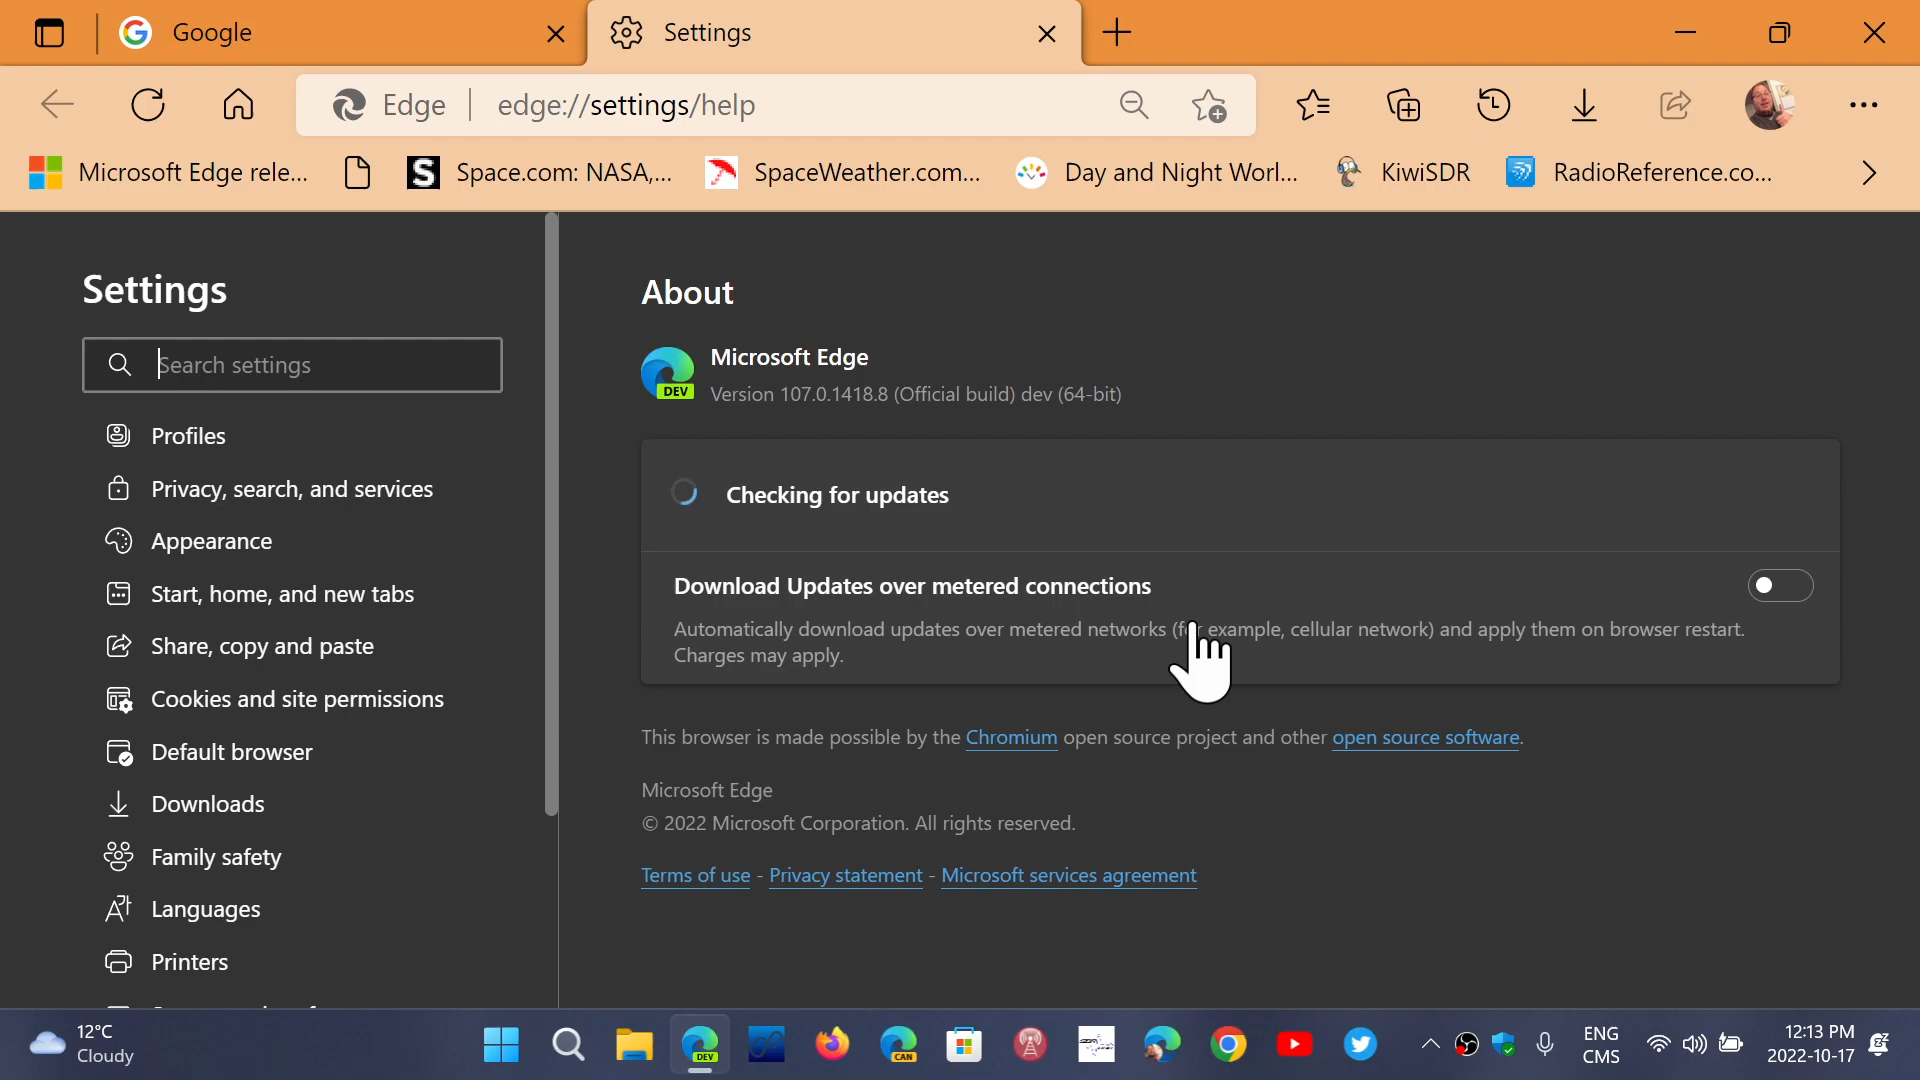 Google
Settings
Edge
edge://settings/help
Microsoft Edge rele...
S
Space.com: NASA,...
SpaceWeather.com...
Day and Night Worl...
KiwiSDR
RadioReference.co...
Settings
Search settings
Profiles
Privacy, search, and services
Appearance
Start, home, and new tabs
Share, copy and paste
Cookies and site permissions
Default browser
Downloads
Family safety
Languages
Printers
About
DEV
Microsoft Edge
Version 107.0.1418.8 (Official build) dev (64-bit)
Checking for updates
Download Updates over metered connections
Automatically download updates over metered networks (for example, cellular network) and apply them on browser restart.
Charges may apply.
This browser is made possible by the Chromium open source project and other open source software.
Microsoft Edge
© 2022 Microsoft Corporation. All rights reserved.
Terms of use - Privacy statement - Microsoft services agreement
12°C
Cloudy
DEV
CAN
ENG
CMS
12:13 PM
2022-10-17